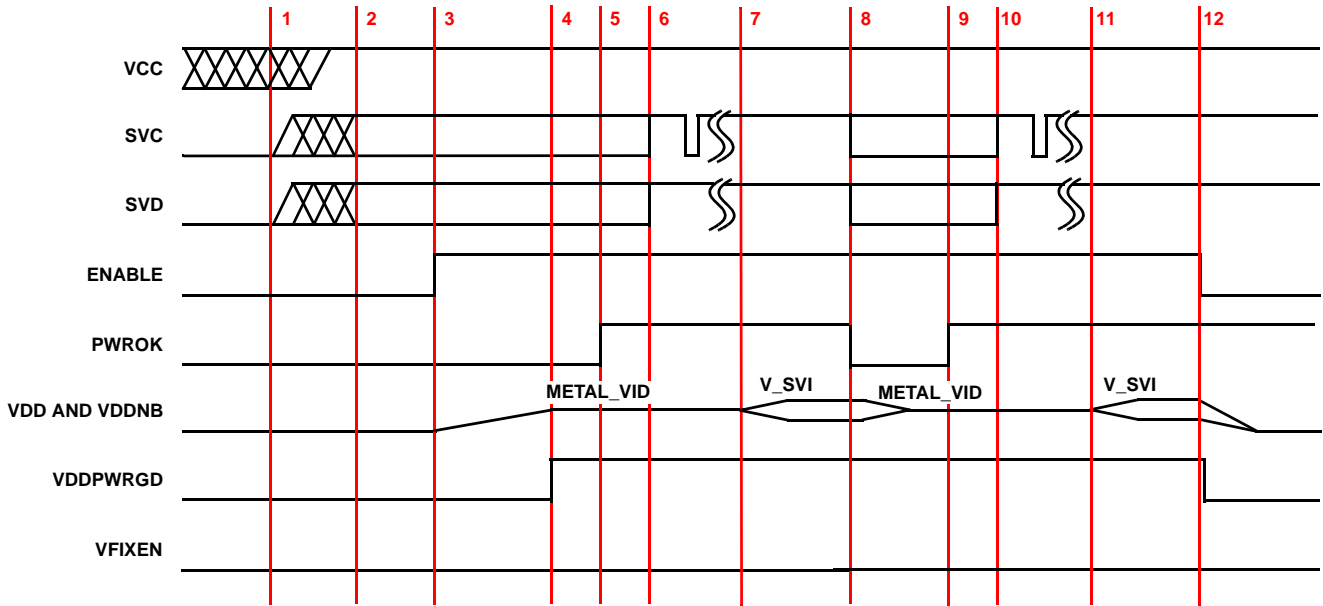 1 2 3 4 5 6 7 8 9 10 11 12
VCC
SVC
SVD
ENABLE
PWROK
METAL_VID V_SVI METAL_VID V_SVI
VDD AND VDDNB
VDDPWRGD
VFIXEN